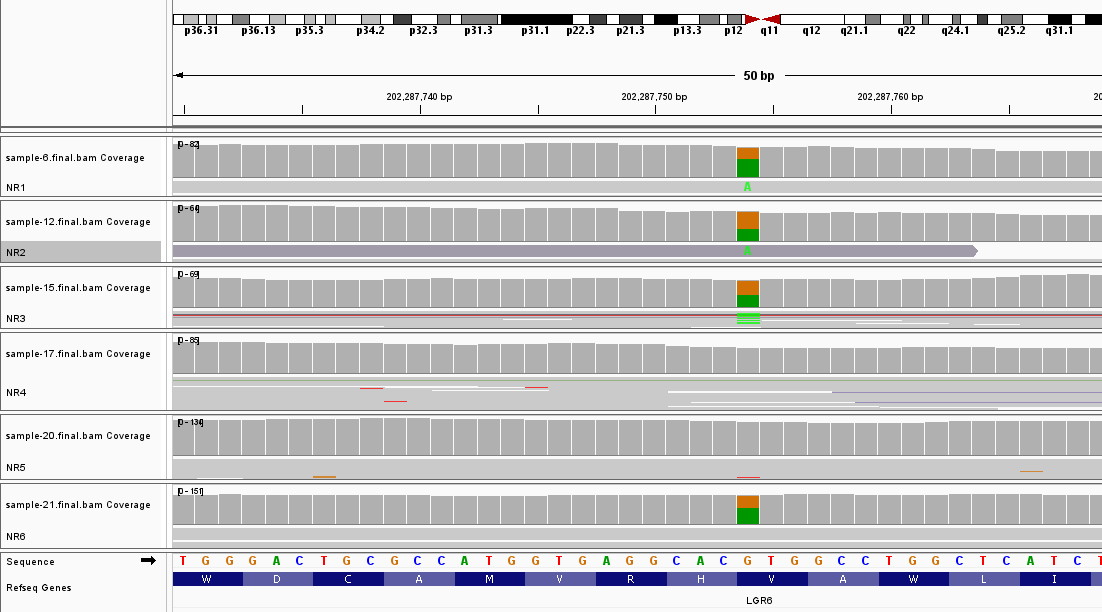 p36.31 p36.13 p35.3 p34.2 p32.3 p31.3 p31.1 p22.3 p21.3 p13.3 p12 q11 q12 q21.1 q22 q24.1 q25.2 q31.1
50 bp
202,287,740 bp 202,287,750 bp 202,287,760 bp 20
[0 - 82]
sample-6.final.bam Coverage
NR1 A
[0 - 64]
sample-12.final.bam Coverage
NR2 A
[0 - 69]
sample-15.final.bam Coverage
NR3
[0 - 85]
sample-17.final.bam Coverage
NR4
[0 - 134]
sample-20.final.bam Coverage
NR5
[0 - 151]
sample-21.final.bam Coverage
NR6
Sequence T G G G A C T G C G C C A T G G T G A G G C A C G T G G C C T G G C T C A T C T
Refseq Genes W D C A M V R H V A W L I
LGR6